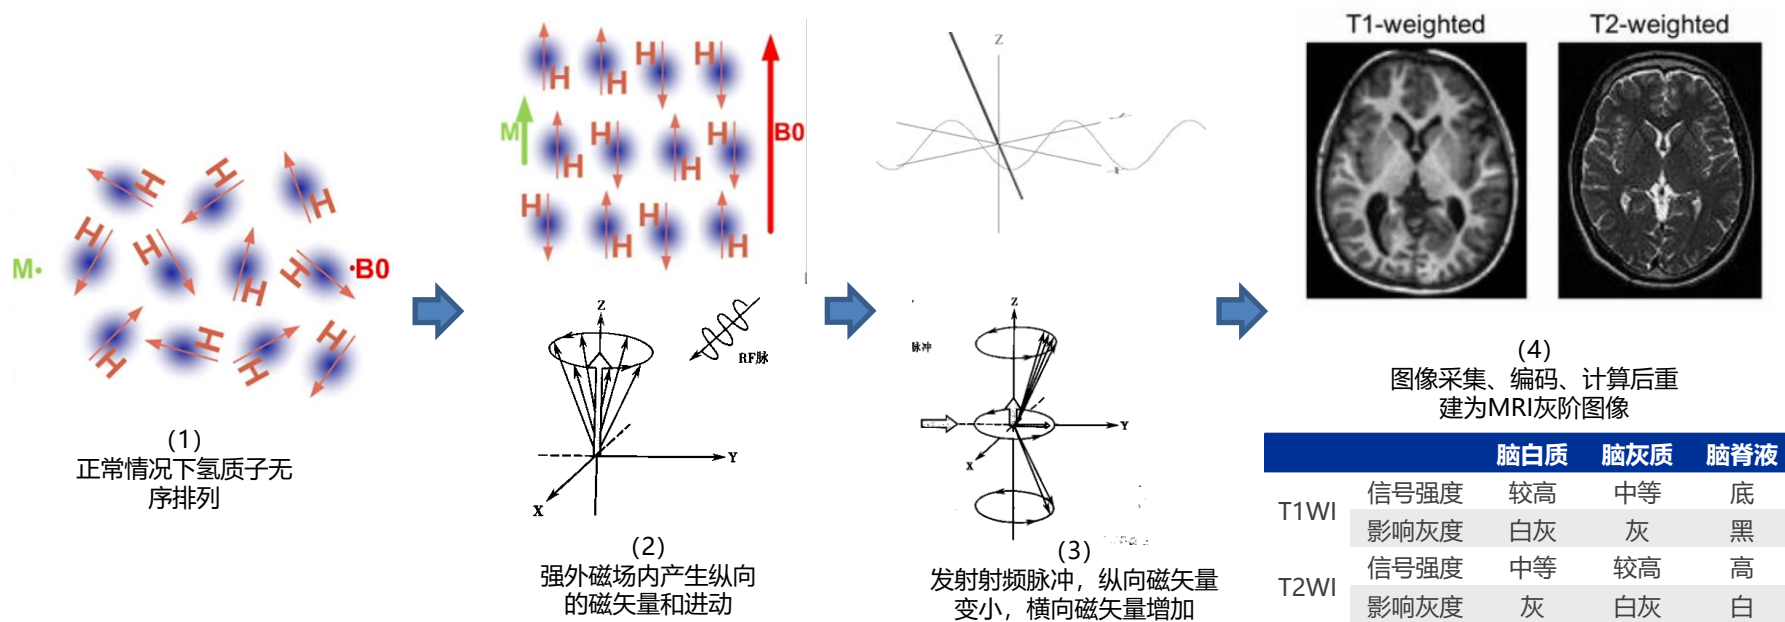 M·
·B0
H
H
H
H
H
H
H
H
H
H
H
(1)
正常情况下氢质子无
序排列
H
H
H
H
H
H
H
H
M
B0
H
H
H
H
H
H
H
H
Z
RF脉
Y
X
(2)
强外磁场内产生纵向
的磁矢量和进动
Z
脉冲
Z
Y
X
(3)
发射射频脉冲，纵向磁矢量
变小，横向磁矢量增加
T1-weighted
T2-weighted
(4)
图像采集、编码、计算后重
建为MRI灰阶图像
脑白质 脑灰质 脑脊液
T1WI 信号强度 较高 中等 底
影响灰度 白灰 灰 黑
T2WI 信号强度 中等 较高 高
影响灰度 灰 白灰 白